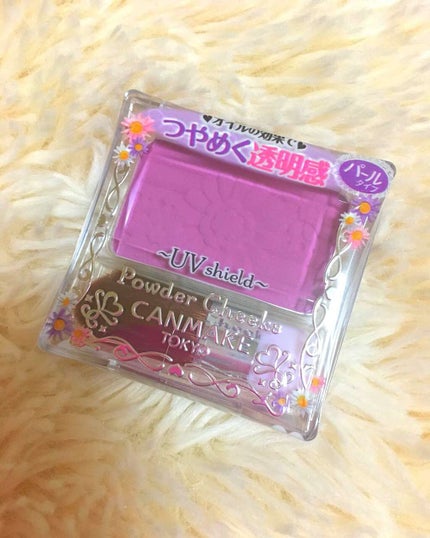 ♥オイルの効果で♥
つやめく透明感
パール
タイプ
~UV shield~
Powder Cheeks
CANMAKE
TOKYO